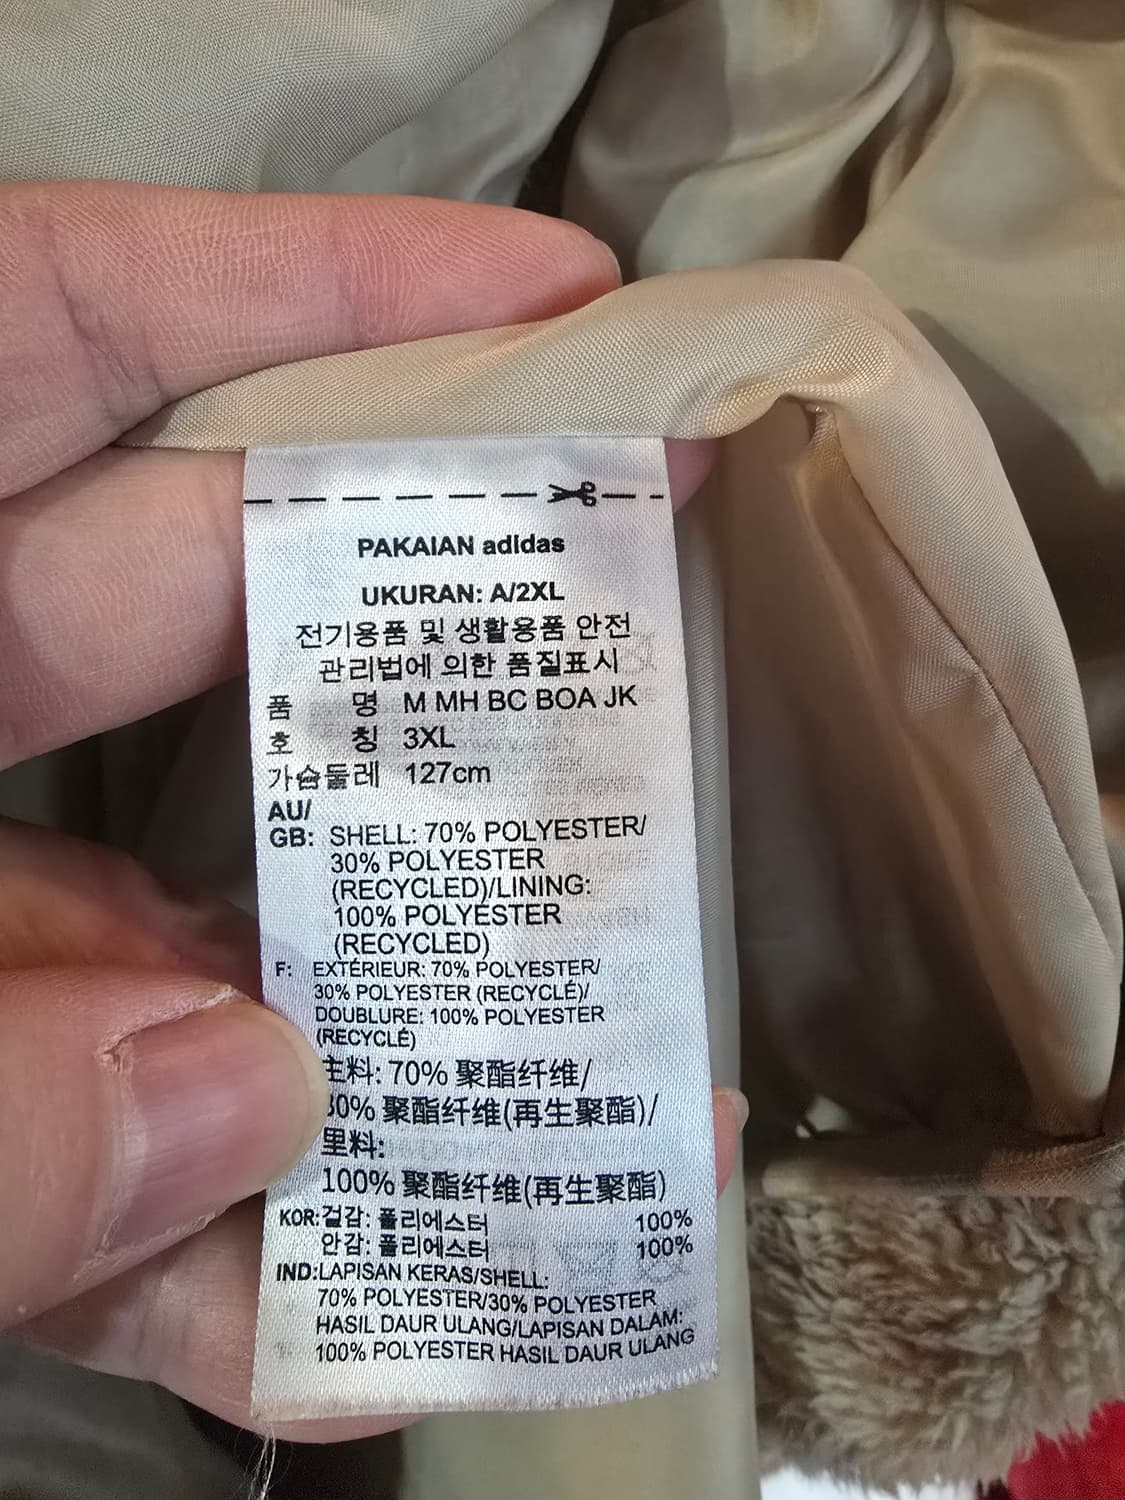 PAKAIAN adidas
UKURAN: A/2XL
전기용품 및 생활용품 안전
관리법에 의한 품질표시
품 명 M MH BC BOA JK
호 칭 3XL
가슴둘레 127cm
AU/
GB: SHELL: 70% POLYESTER/
30% POLYESTER
(RECYCLED)/LINING:
100% POLYESTER
(RECYCLED)
F: EXTÉRIEUR: 70% POLYESTER/
30% POLYESTER (RECYCLÉ)/
DOUBLURE: 100% POLYESTER
(RECYCLÉ)
主料: 70% 聚酯纤维/
30% 聚酯纤维(再生聚酯)/
里料:
100% 聚酯纤维(再生聚酯)
KOR:겉감: 폴리에스터 100%
안감: 폴리에스터 100%
IND:LAPISAN KERAS/SHELL:
70% POLYESTER/30% POLYESTER
HASIL DAUR ULANG/LAPISAN DALAM:
100% POLYESTER HASIL DAUR ULANG